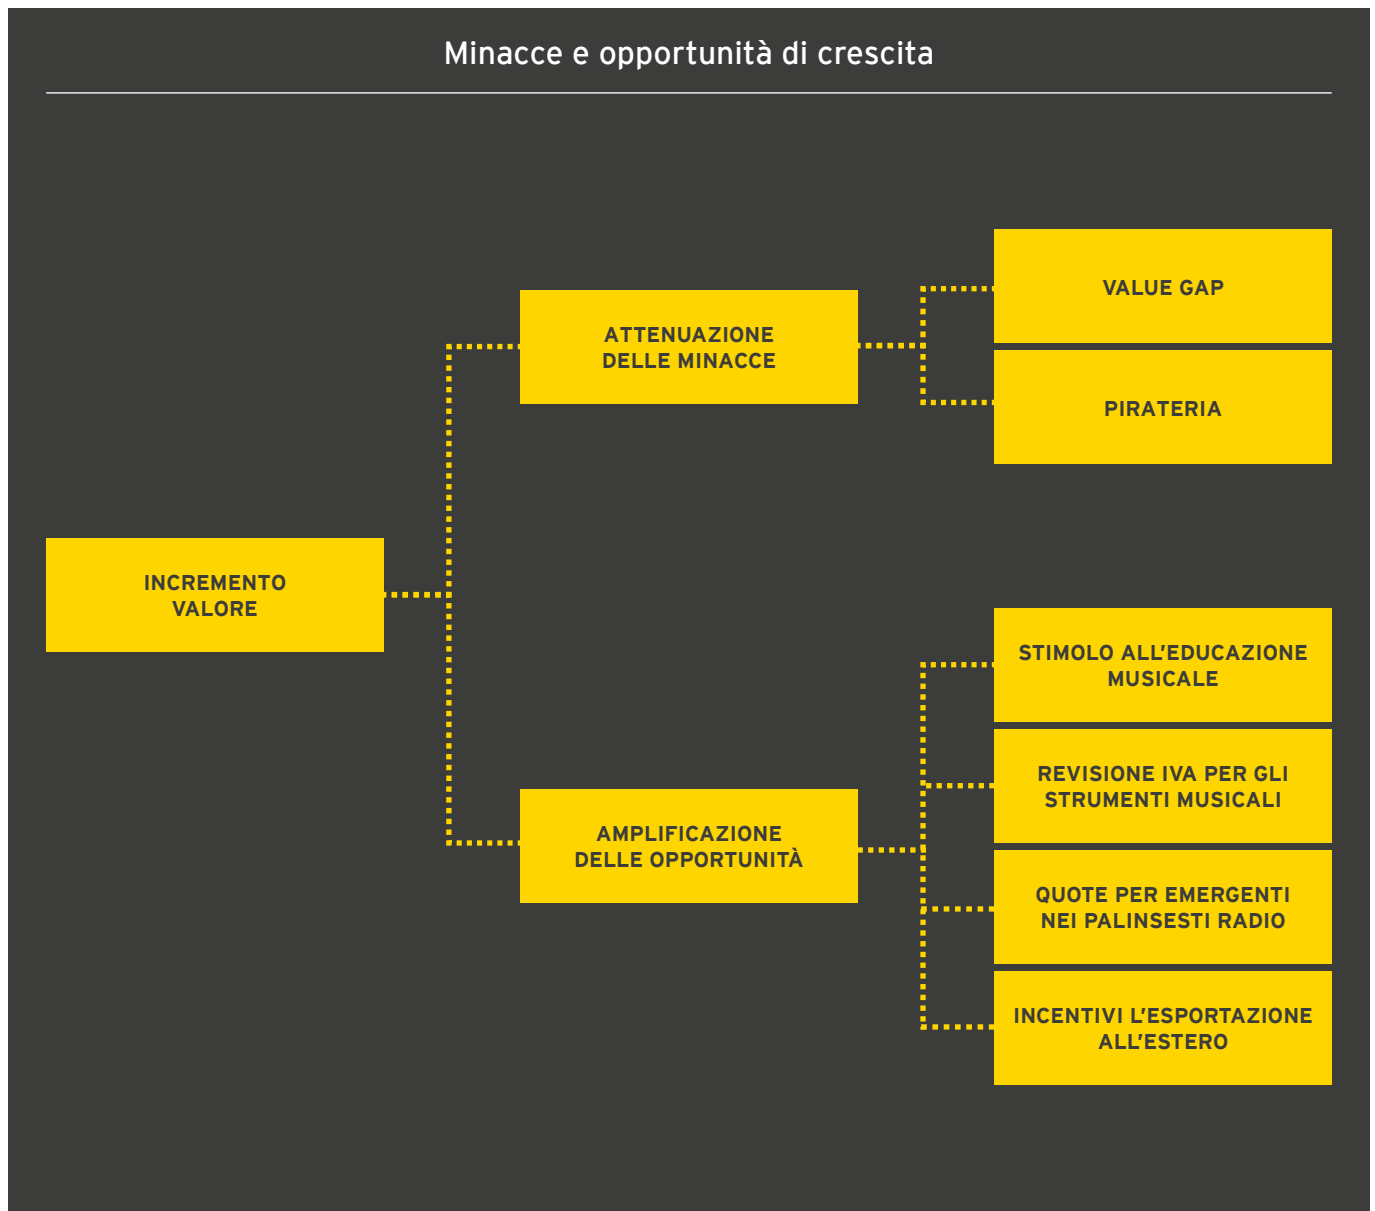 Minacce e opportunità di crescita
VALUE GAP
ATTENUAZIONE
DELLE MINACCE
PIRATERIA
INCREMENTO
VALORE
STIMOLO ALL’EDUCAZIONE
MUSICALE
REVISIONE IVA PER GLI
STRUMENTI MUSICALI
AMPLIFICAZIONE
DELLE OPPORTUNITÀ
QUOTE PER EMERGENTI
NEI PALINSESTI RADIO
INCENTIVI L’ESPORTAZIONE
ALL’ESTERO